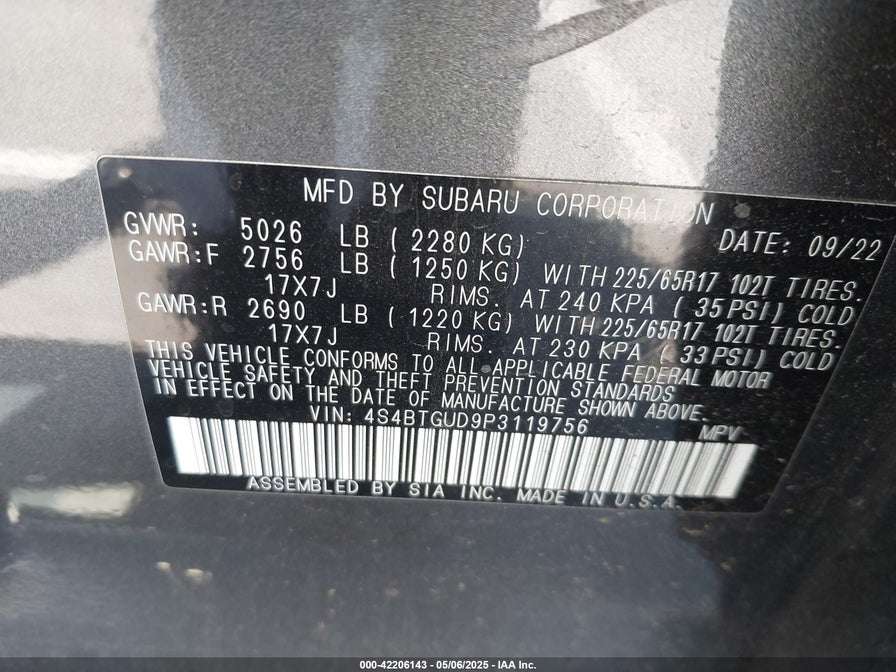 MFD BY SUBARU CORPORATION
GVWR: 5026 LB ( 2280 KG) DATE: 09/22
GAWR:F 2756 LB ( 1250 KG) WITH 225/65R17 102T TIRES.
17X7J RIMS. AT 240 KPA ( 35 PSI) COLD
GAWR:R 2690 LB ( 1220 KG) WITH 225/65R17 102T TIRES.
17X7J RIMS. AT 230 KPA ( 33 PSI) COLD
THIS VEHICLE CONFORMS TO ALL APPLICABLE FEDERAL MOTOR
VEHICLE SAFETY AND THEFT PREVENTION STANDARDS
IN EFFECT ON THE DATE OF MANUFACTURE SHOWN ABOVE.
VIN: 4S4BTGUD9P3119756 MPV
ASSEMBLED BY SIA INC. MADE IN U.S.A.
000-42206143 - 05/06/2025 - IAA Inc.